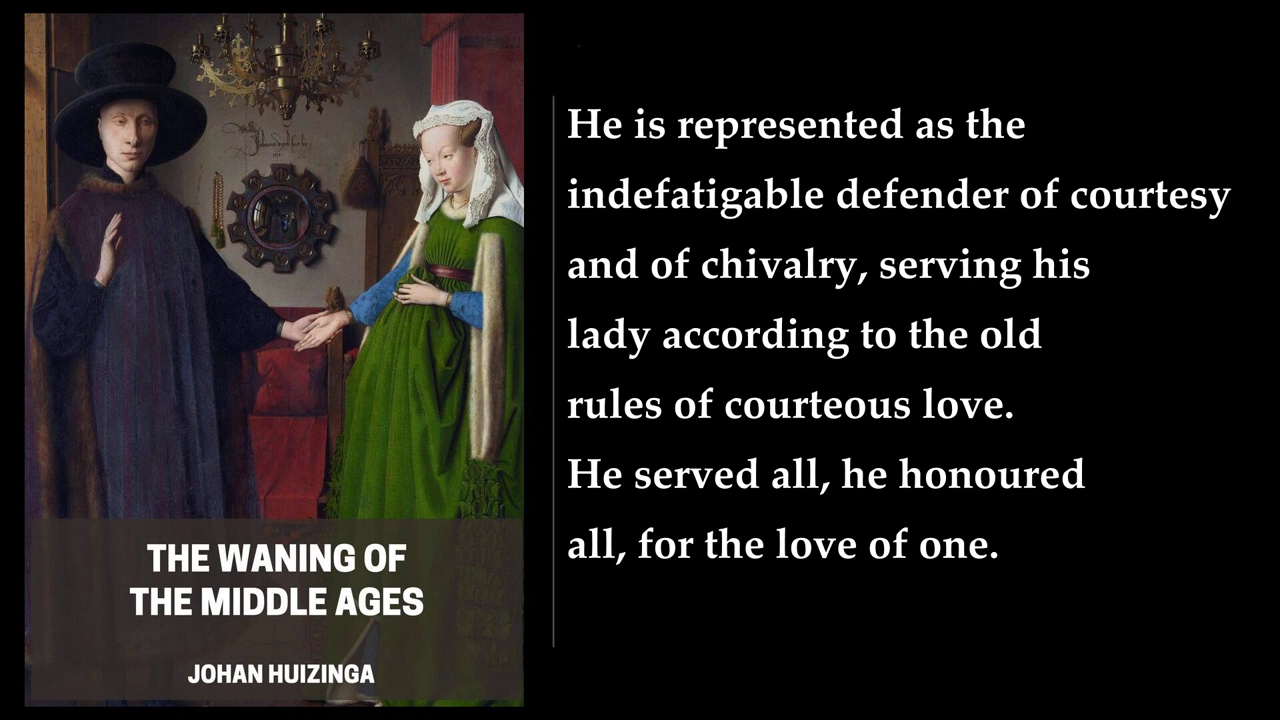 THE WANING OF
THE MIDDLE AGES
JOHAN HUIZINGA
He is represented as the
indefatigable defender of courtesy
and of chivalry, serving his
lady according to the old
rules of courteous love.
He served all, he honoured
all, for the love of one.